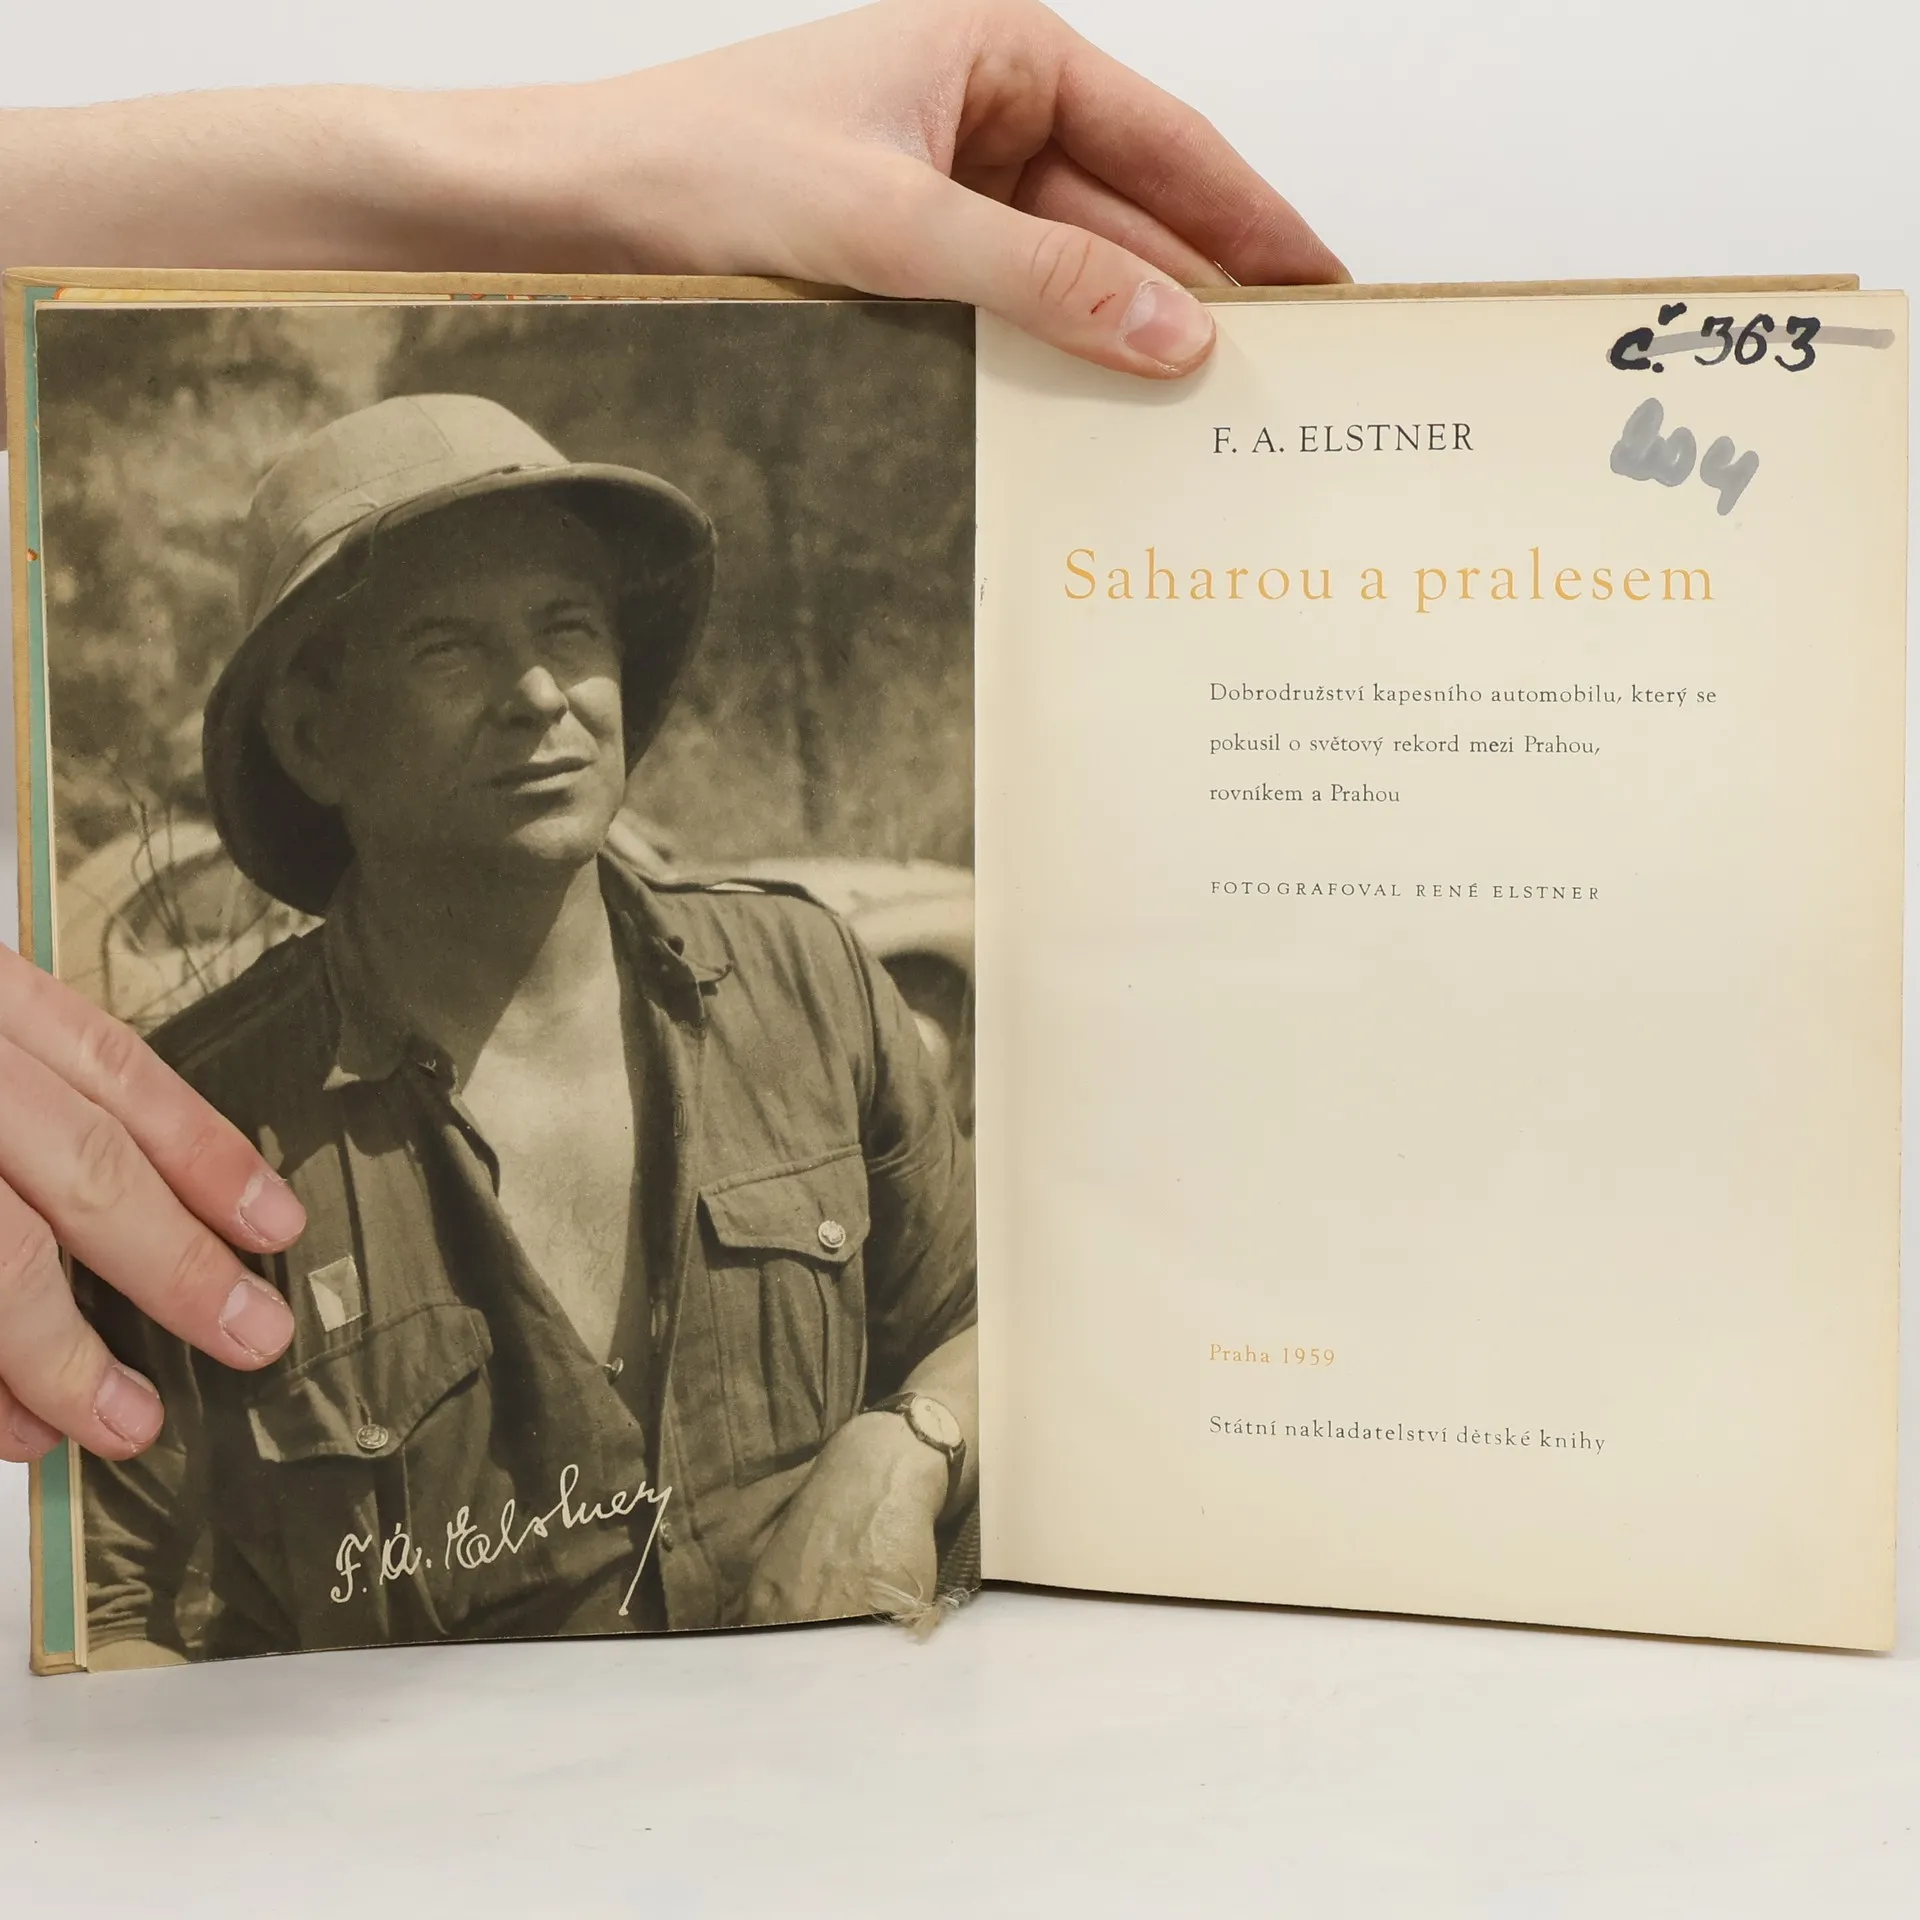 F. A. Elstner
č. 363
204
F. A. ELSTNER
Saharou a pralesem
Dobrodružství kapesního automobilu, který se
pokusil o světový rekord mezi Prahou,
rovníkem a Prahou
FOTOGRAFOVAL RENÉ ELSTNER
Praha 1959
Státní nakladatelství dětské knihy